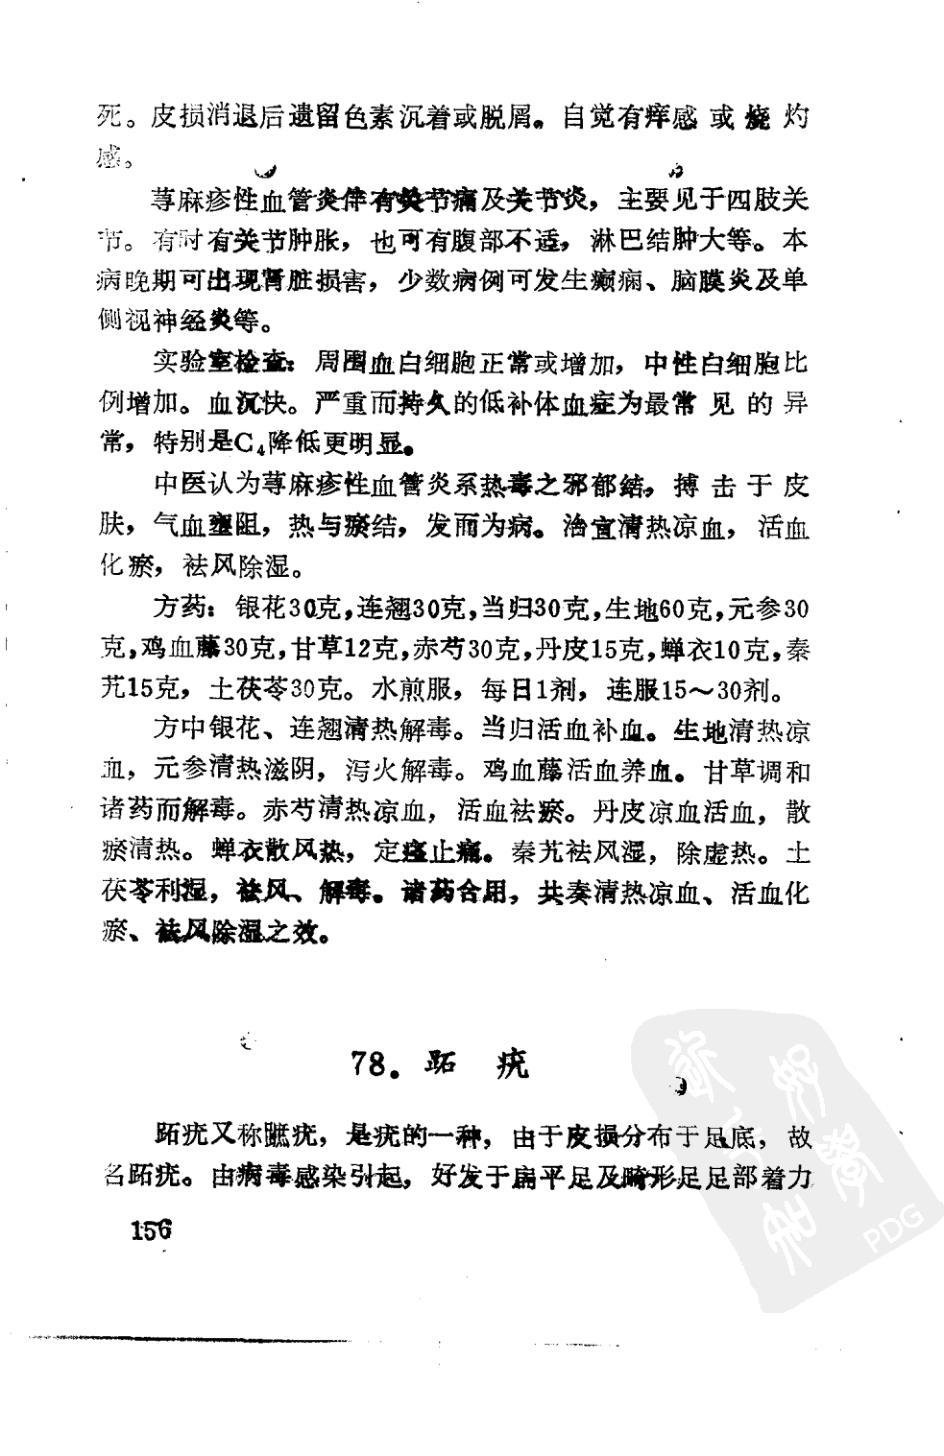 死。皮损消退后遗留色素沉着或脱屑。自觉有痒感或烧灼
感。
荨麻疹性血管炎伴有关节痛及关节炎，主要见于四肢关
节。有时有关节肿胀，也可有腹部不适，淋巴结肿大等。本
病晚期可出现肾脏损害，少数病例可发生癫痫、脑膜炎及单
侧视神经炎等。
实验室检查：周围血白细胞正常或增加，中性白细胞比
例增加。血沉快。严重而持久的低补体血症为最常见的异
常，特别是C₄降低更明显。
中医认为荨麻疹性血管炎系热毒之邪郁结，搏击于皮
肤，气血壅阻，热与瘀结，发而为病。治宜清热凉血，活血
化瘀，祛风除湿。
方药：银花30克，连翘30克，当归30克，生地60克，元参30
克，鸡血藤30克，甘草12克，赤芍30克，丹皮15克，蝉衣10克，秦
艽15克，土茯苓30克。水煎服，每日1剂，连服15～30剂。
方中银花、连翘清热解毒。当归活血补血。生地清热凉
血，元参清热滋阴，泻火解毒。鸡血藤活血养血。甘草调和
诸药而解毒。赤芍清热凉血，活血祛瘀。丹皮凉血活血，散
瘀清热。蝉衣散风热，定痉止痛。秦艽祛风湿，除虚热。土
茯苓利湿，祛风、解毒。诸药合用，共奏清热凉血、活血化
瘀、祛风除湿之效。
78．跖疣
跖疣又称蹠疣，是疣的一种，由于皮损分布于足底，故
名跖疣。由病毒感染引起，好发于扁平足及畸形足足部着力
156
PDG